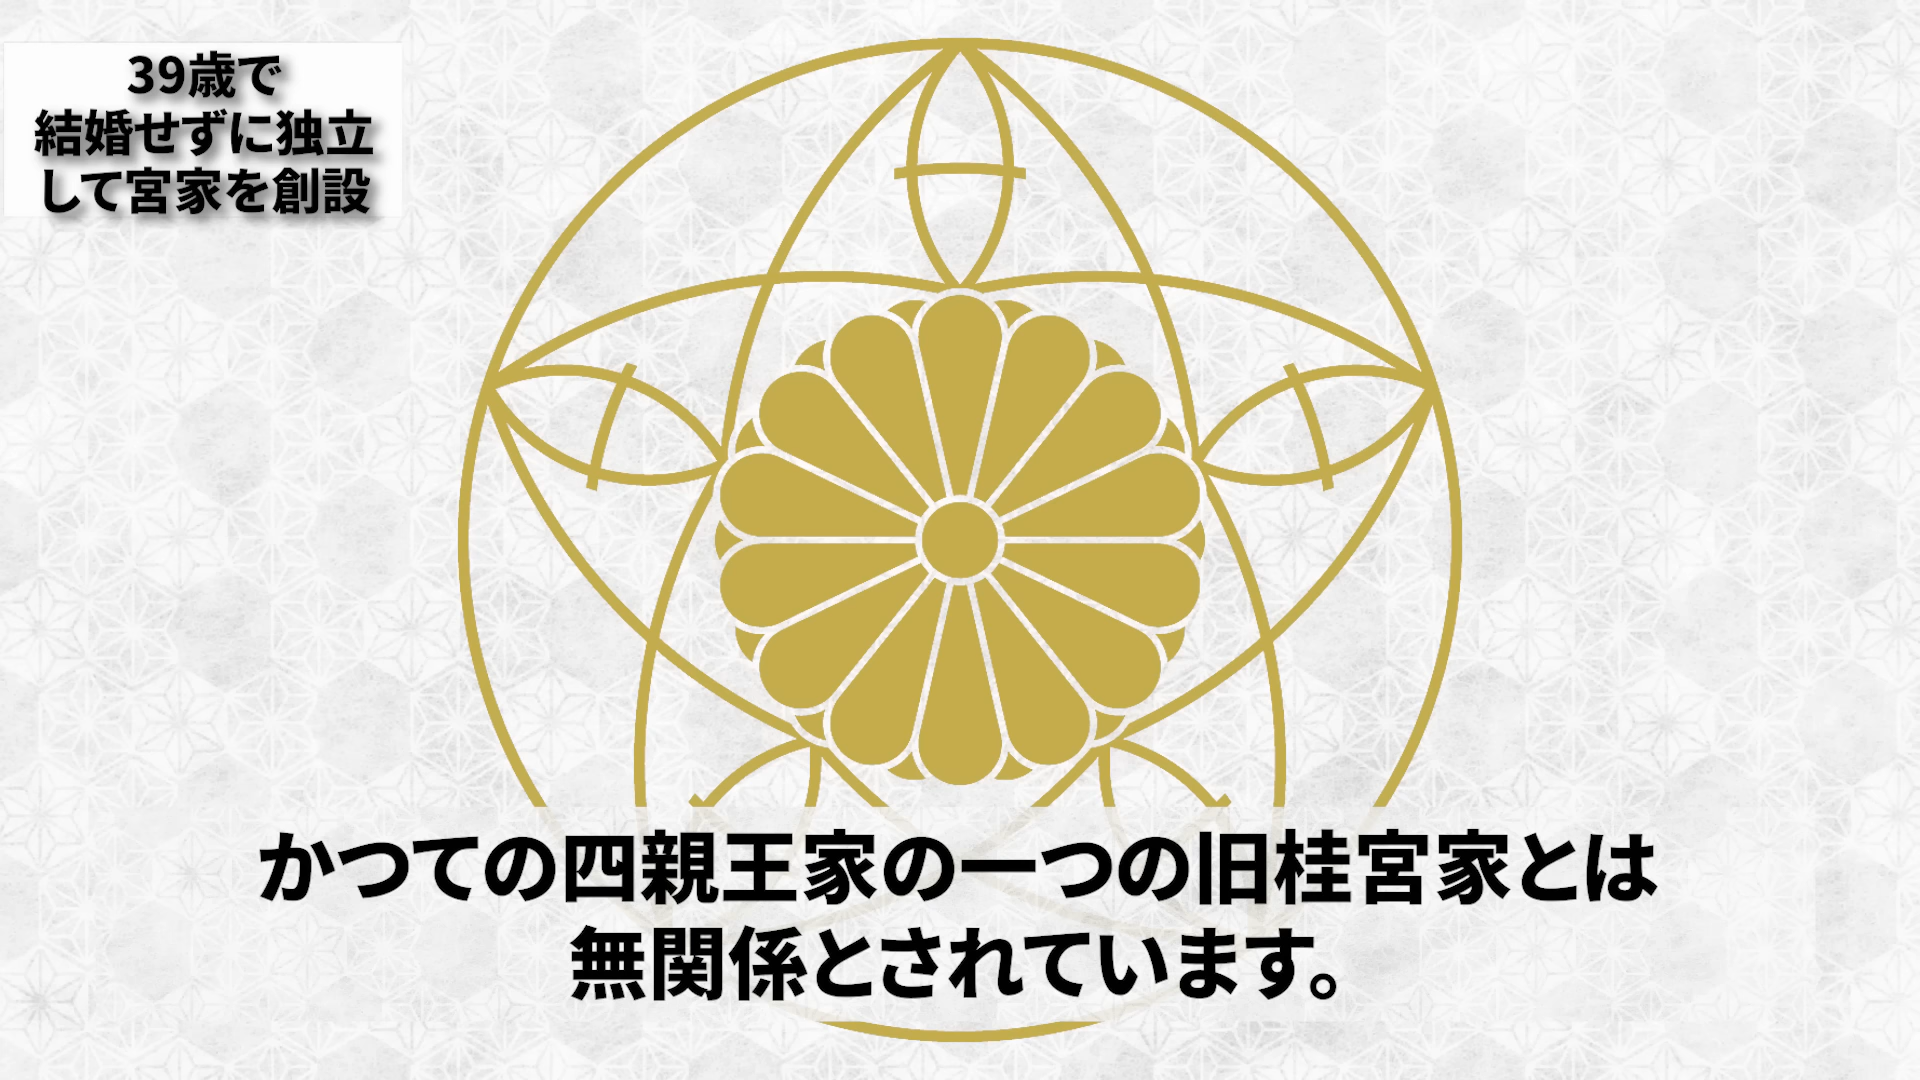 39歳で
結婚せずに独立
して宮家を創設
かつての四親王家の一つの旧桂宮家とは
無関係とされています。